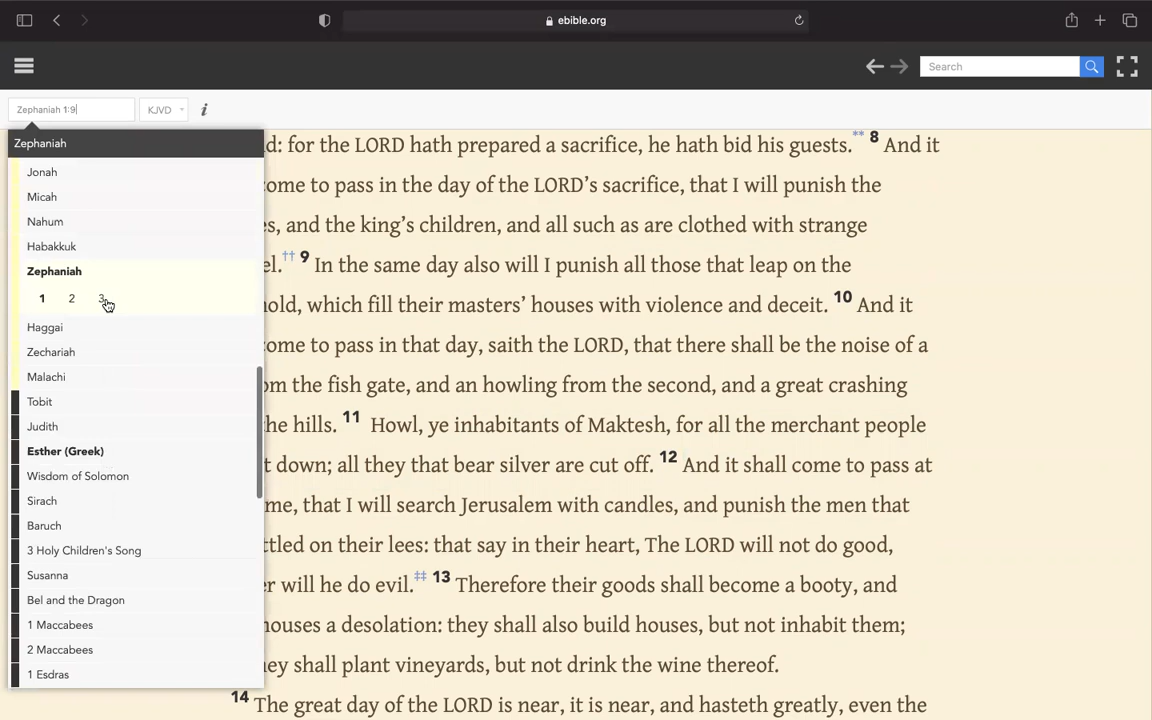 ebible.org
Search
Zephaniah 1:9
KJVD
i
Zephaniah
Jonah
Micah
Nahum
Habakkuk
Zephaniah
1 2 3
Haggai
Zechariah
Malachi
Tobit
Judith
Esther (Greek)
Wisdom of Solomon
Sirach
Baruch
3 Holy Children's Song
Susanna
Bel and the Dragon
1 Maccabees
2 Maccabees
1 Esdras
d: for the LORD hath prepared a sacrifice, he hath bid his guests.** 8 And it
ome to pass in the day of the LORD’s sacrifice, that I will punish the
es, and the king’s children, and all such as are clothed with strange
el.†† 9 In the same day also will I punish all those that leap on the
hold, which fill their masters’ houses with violence and deceit. 10 And it
ome to pass in that day, saith the LORD, that there shall be the noise of a
om the fish gate, and an howling from the second, and a great crashing
he hills. 11 Howl, ye inhabitants of Maktesh, for all the merchant people
t down; all they that bear silver are cut off. 12 And it shall come to pass at
me, that I will search Jerusalem with candles, and punish the men that
ttled on their lees: that say in their heart, The LORD will not do good,
er will he do evil.‡‡ 13 Therefore their goods shall become a booty, and
houses a desolation: they shall also build houses, but not inhabit them;
hey shall plant vineyards, but not drink the wine thereof.
14 The great day of the LORD is near, it is near, and hasteth greatly, even the